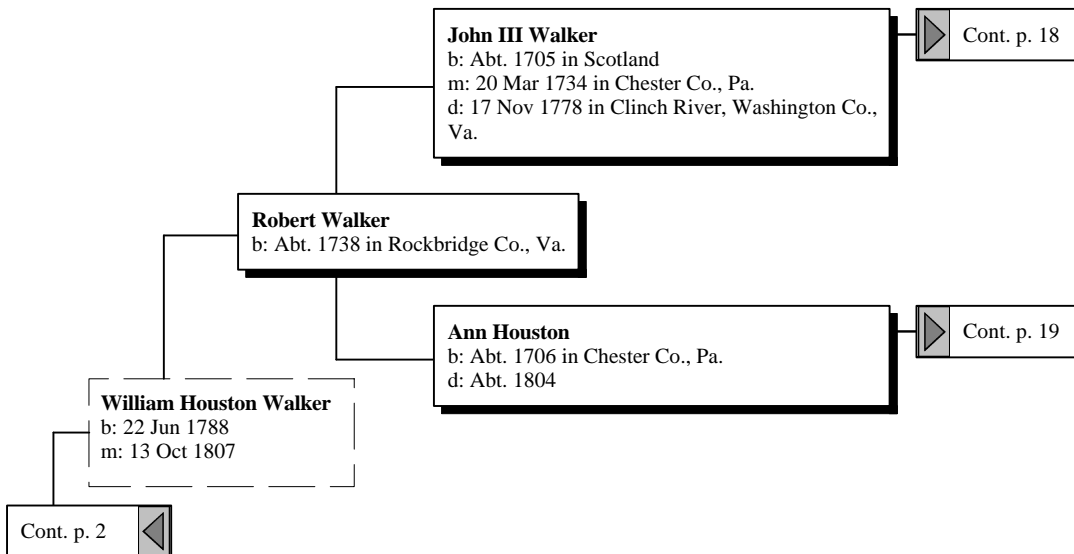 John III Walker
b: Abt. 1705 in Scotland
m: 20 Mar 1734 in Chester Co., Pa.
d: 17 Nov 1778 in Clinch River, Washington Co.,
Va.
Cont. p. 18
Robert Walker
b: Abt. 1738 in Rockbridge Co., Va.
Ann Houston
b: Abt. 1706 in Chester Co., Pa.
d: Abt. 1804
Cont. p. 19
William Houston Walker
b: 22 Jun 1788
m: 13 Oct 1807
Cont. p. 2